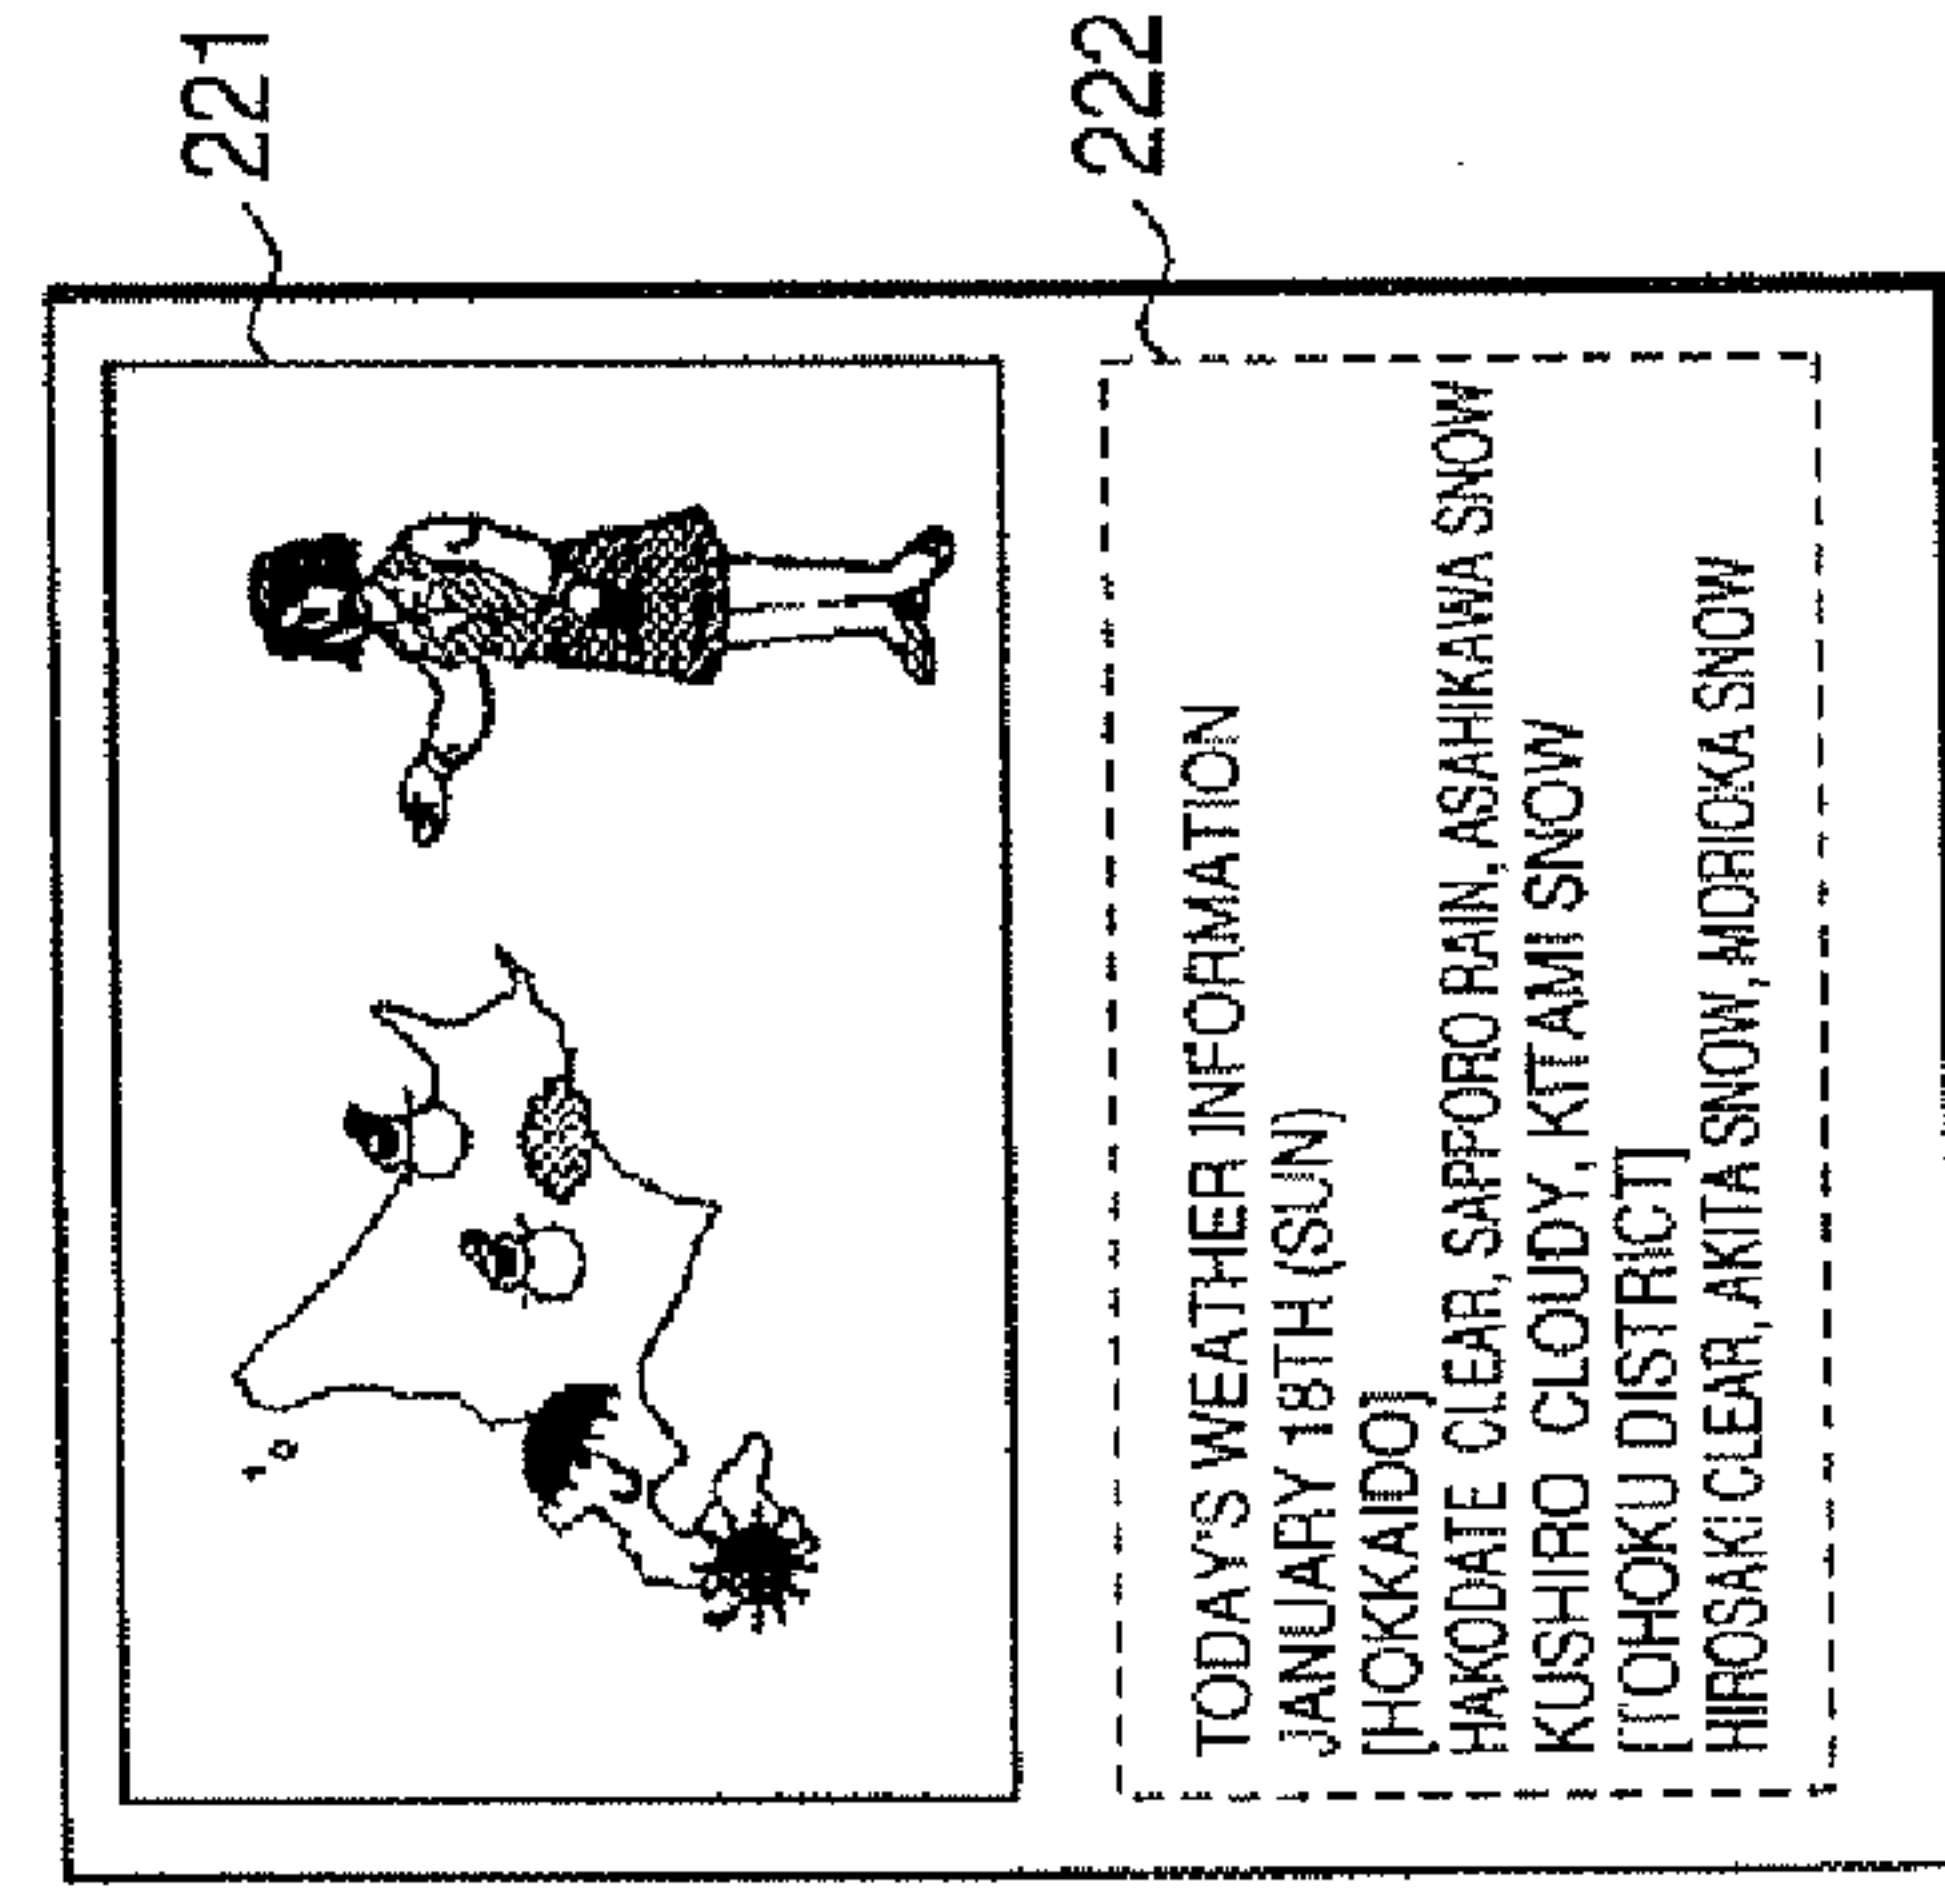 221
222
TODAY'S WEATHER INFORMATION
JANUARY 18TH (SUN)
[HOKKAIDO]
HAKODATE CLEAR, SAPPORO RAIN, ASAHIKAWA SNOW
KUSHIRO CLOUDY, KITAMI SNOW
[TOHOKU DISTRICT]
HIROSAKI CLEAR, AKITA SNOW, MORIOKA SNOW